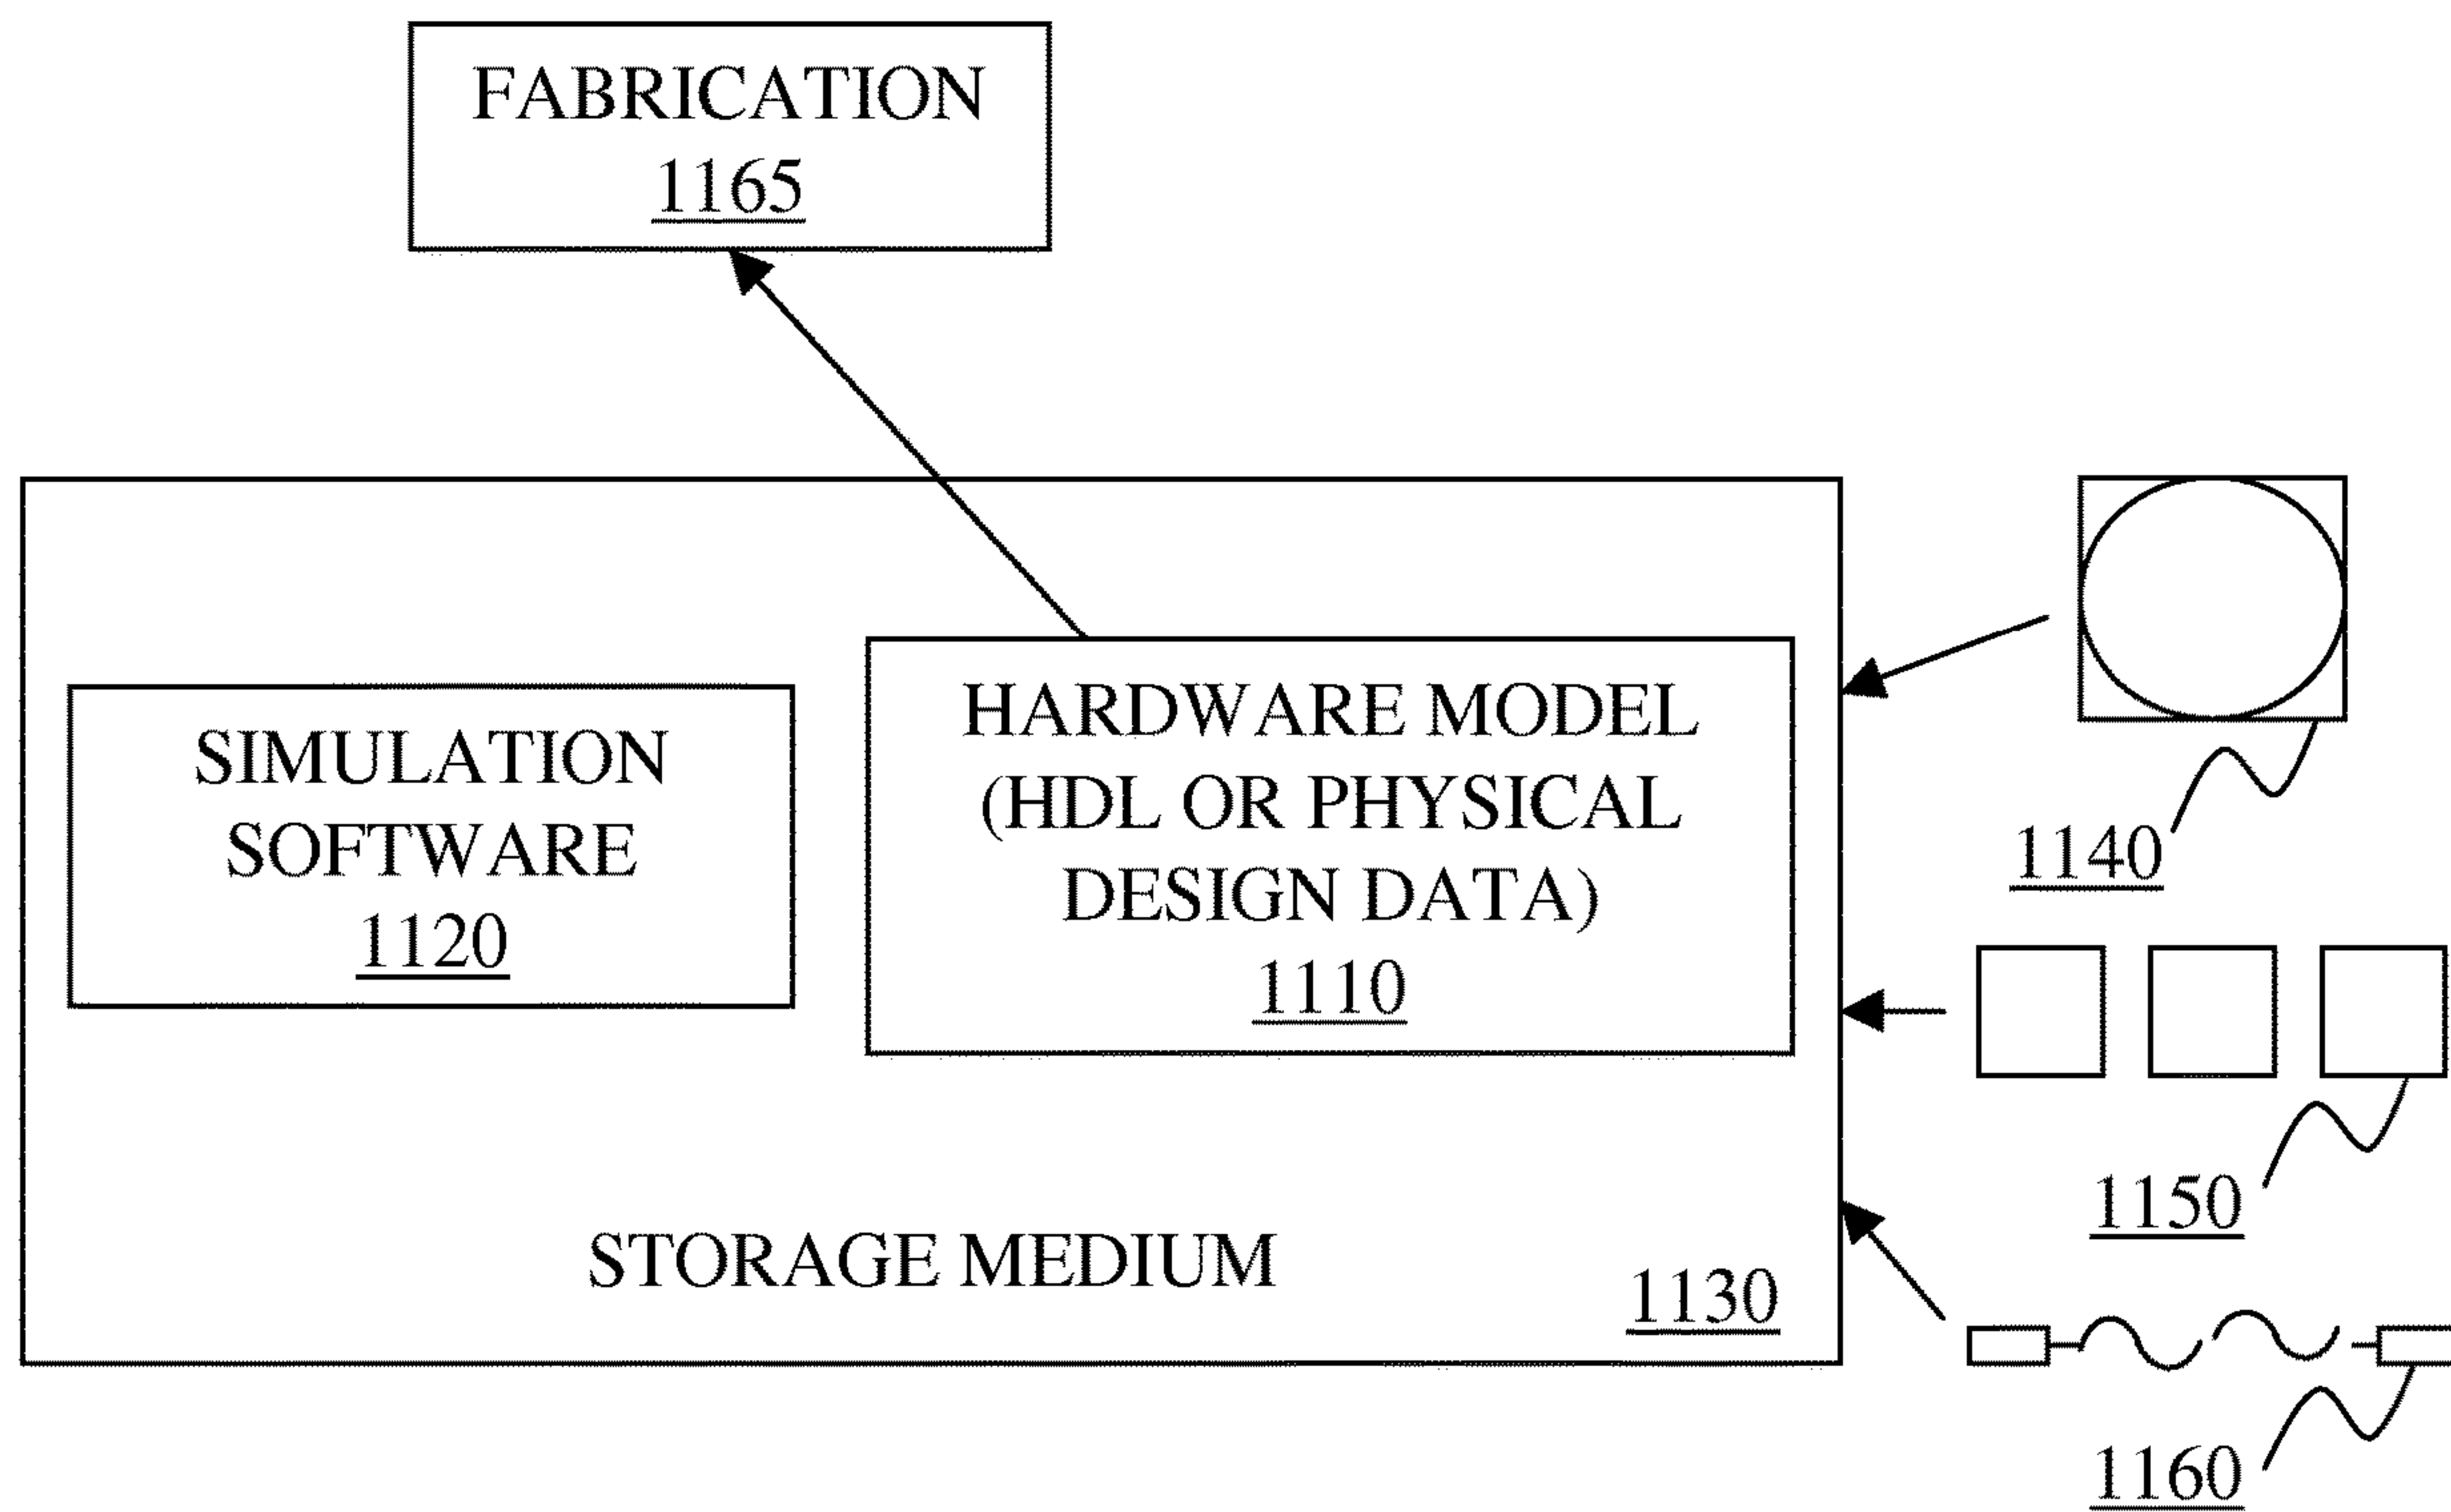 FABRICATION
1165
SIMULATION
SOFTWARE
1120
HARDWARE MODEL
(HDL OR PHYSICAL
DESIGN DATA)
1110
STORAGE MEDIUM
1130
1140
1150
1160